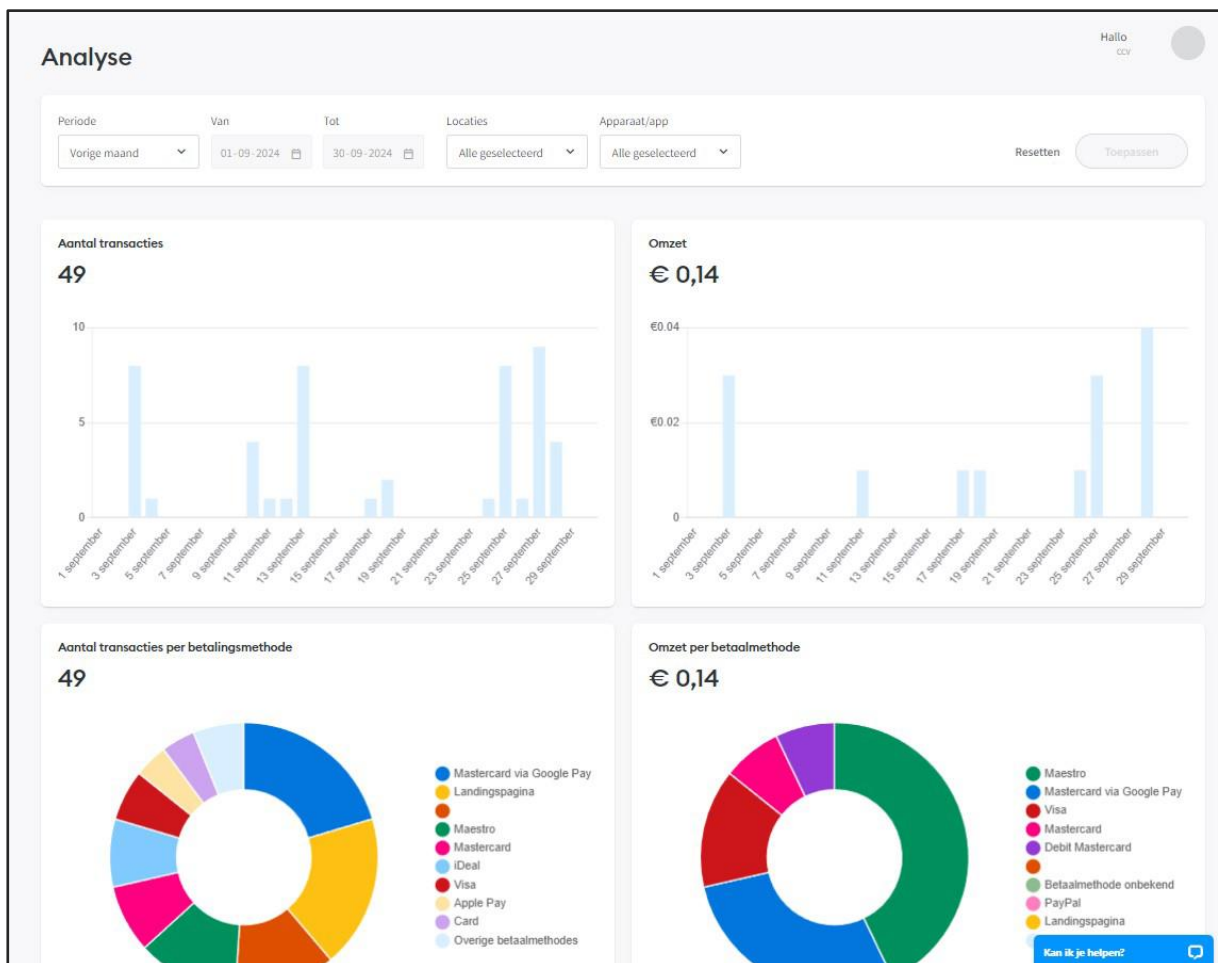 Hallo
ccv
Analyse
Periode
Van
Tot
Locaties
Apparaat/app
Vorige maand
01-09-2024
30-09-2024
Alle geselecteerd
Alle geselecteerd
Resetten
Toepassen
Aantal transacties
49
10
5
0
1 september
3 september
5 september
7 september
9 september
11 september
13 september
15 september
17 september
19 september
21 september
23 september
25 september
27 september
29 september
Omzet
€ 0,14
€0.04
€0.02
0
1 september
3 september
5 september
7 september
9 september
11 september
13 september
15 september
17 september
19 september
21 september
23 september
25 september
27 september
29 september
Aantal transacties per betalingsmethode
49
Mastercard via Google Pay
Landingspagina
Maestro
Mastercard
iDeal
Visa
Apple Pay
Card
Overige betaalmethodes
Omzet per betaalmethode
€ 0,14
Maestro
Mastercard via Google Pay
Visa
Mastercard
Debit Mastercard
Betaalmethode onbekend
PayPal
Landingspagina
Kan ik je helpen?